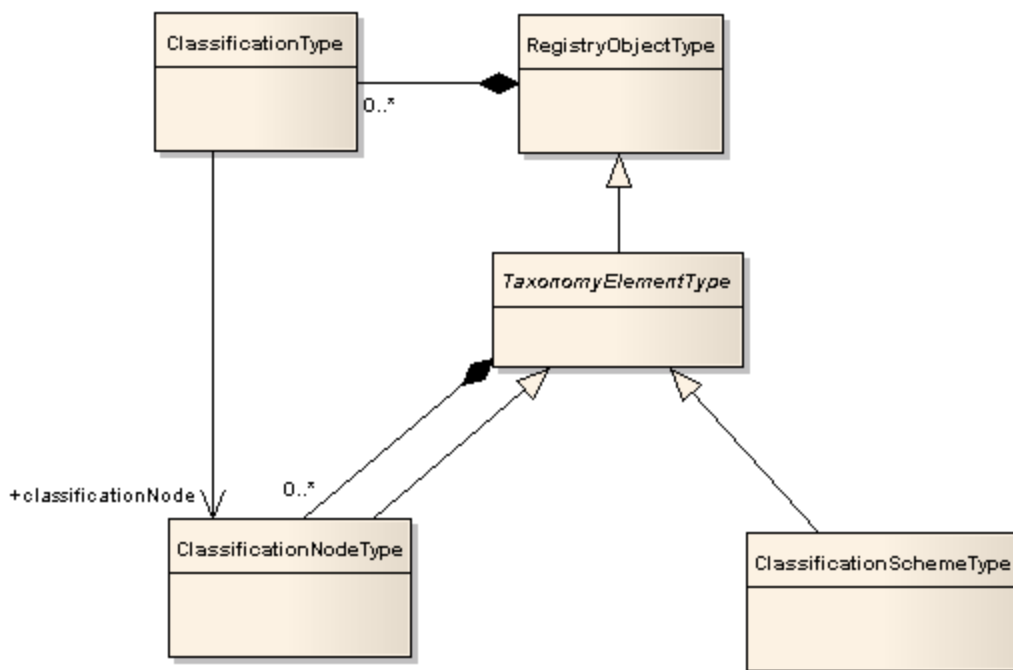 ClassificationType
RegistryObjectType
0..*
TaxonomyElementType
0..*
+classificationNode
ClassificationNodeType
ClassificationSchemeType